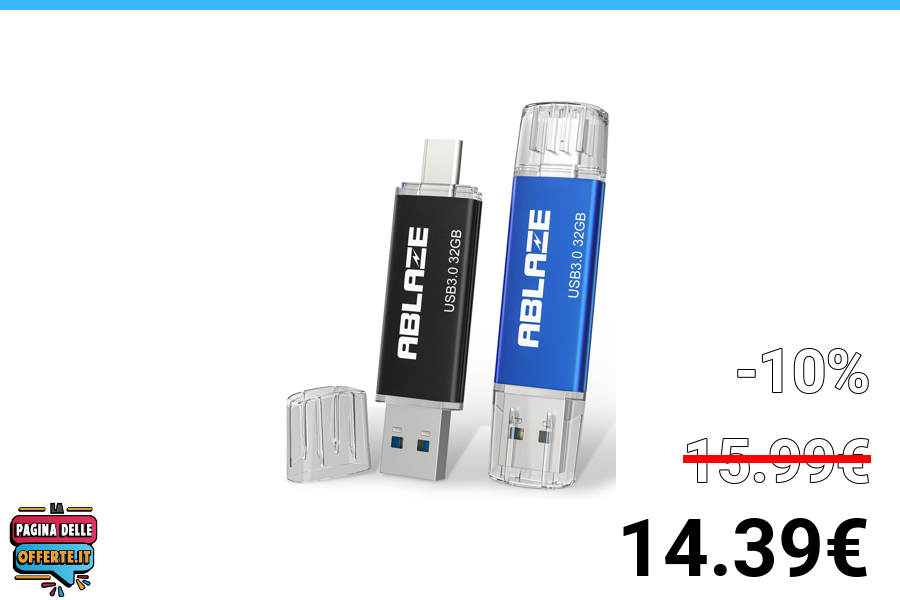 ABLAZE
USB3.0 32GB
ABLAZE
USB3.0 32GB
-10%
15.99€
14.39€
LA
PAGINA DELLE
OFFERTE.IT